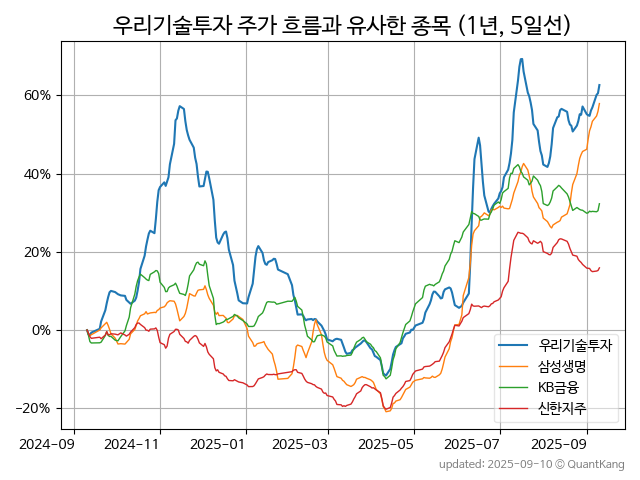 우리기술투자 주가 흐름과 유사한 종목 (1년, 5일선)
60%
40%
20%
0%
−20%
2024-09 2024-11 2025-01 2025-03 2025-05 2025-07 2025-09
우리기술투자
삼성생명
KB금융
신한지주
updated: 2025-09-10 © QuantKang